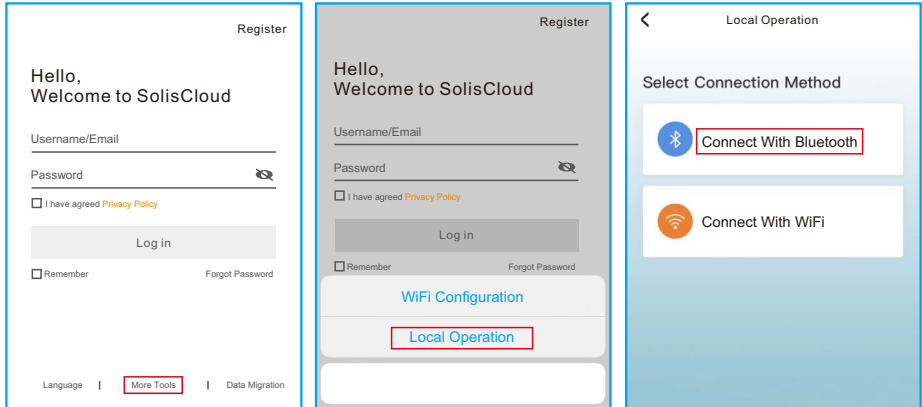 Register
Hello,
Welcome to SolisCloud
Username/Email
Password
I have agreed Privacy Policy
Log in
Remember Forgot Password
Language | More Tools | Data Migration
Register
Hello,
Welcome to SolisCloud
Username/Email
Password
I have agreed Privacy Policy
Log in
Remember Forgot Password
WiFi Configuration
Local Operation
Local Operation
Select Connection Method
Connect With Bluetooth
Connect With WiFi